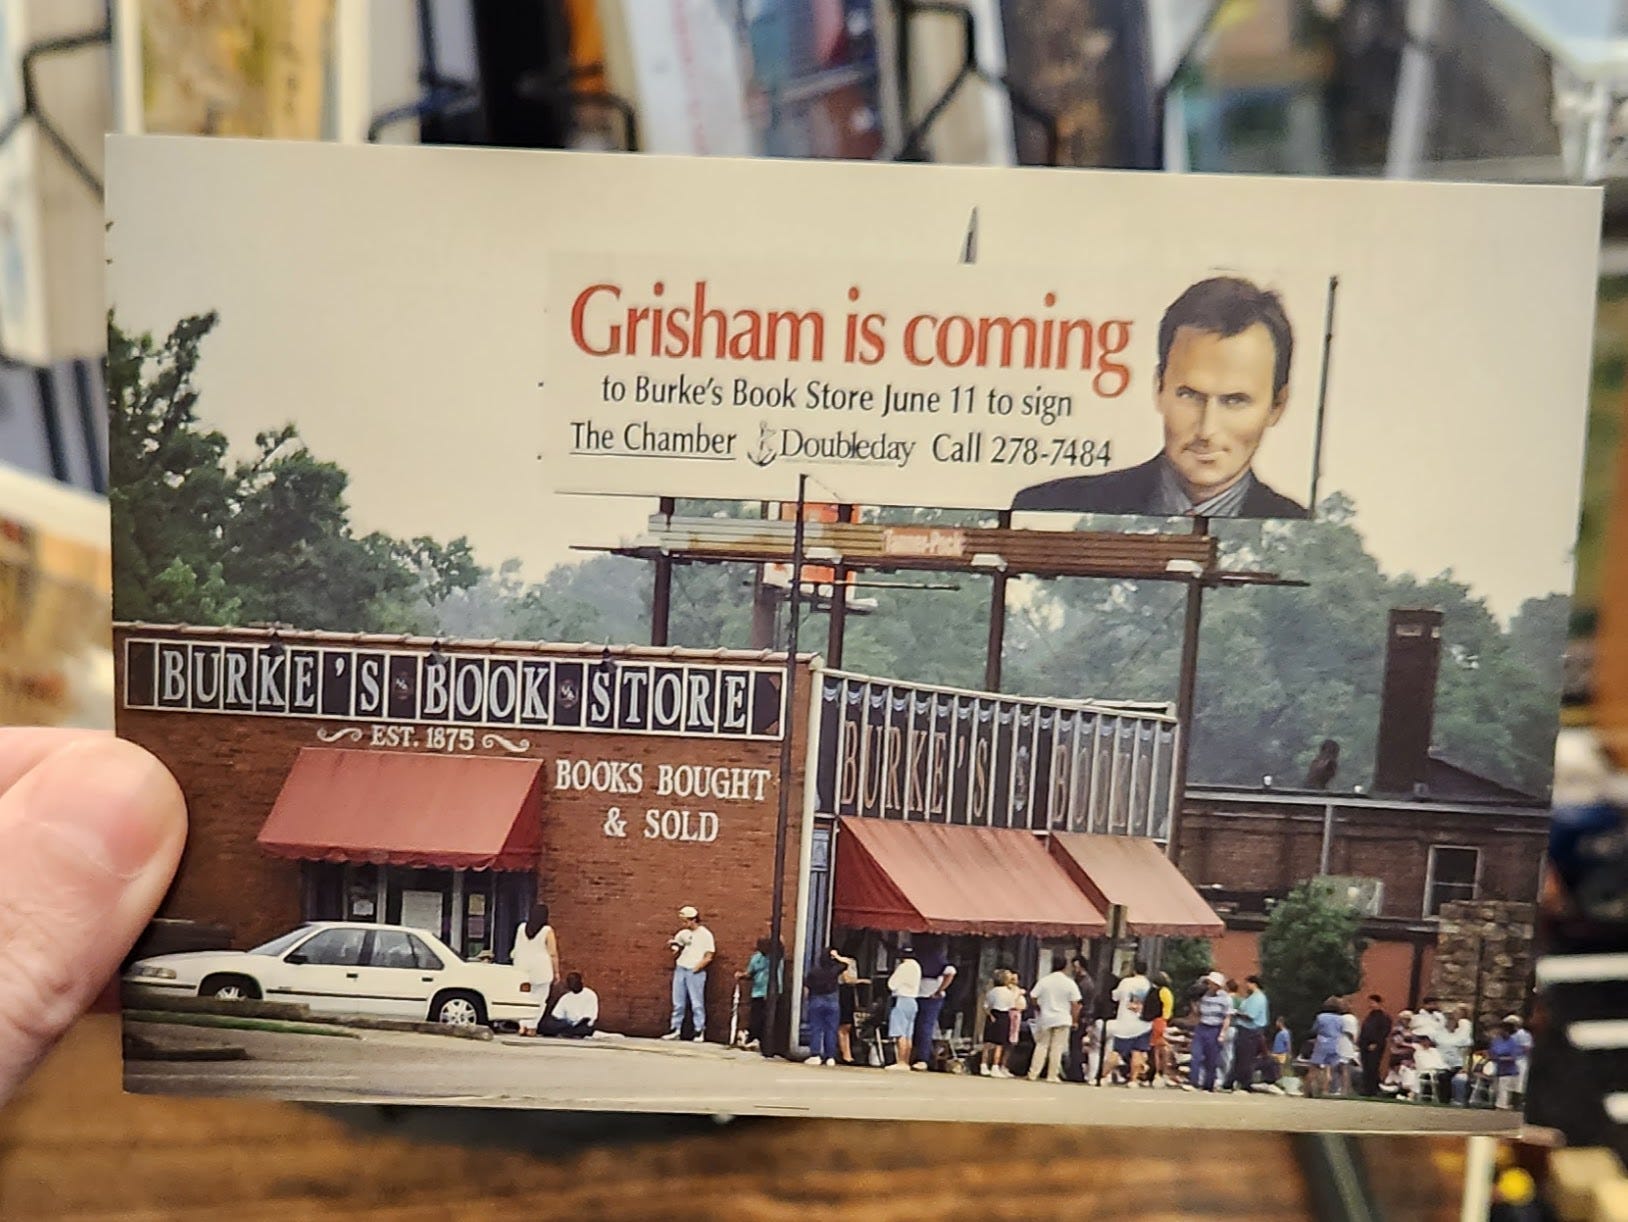 Grisham is coming
to Burke's Book Store June 11 to sign
The Chamber Doubleday Call 278-7484
BURKE'S BOOK STORE
EST. 1875
BOOKS BOUGHT
& SOLD
BURKE'S BOOKS